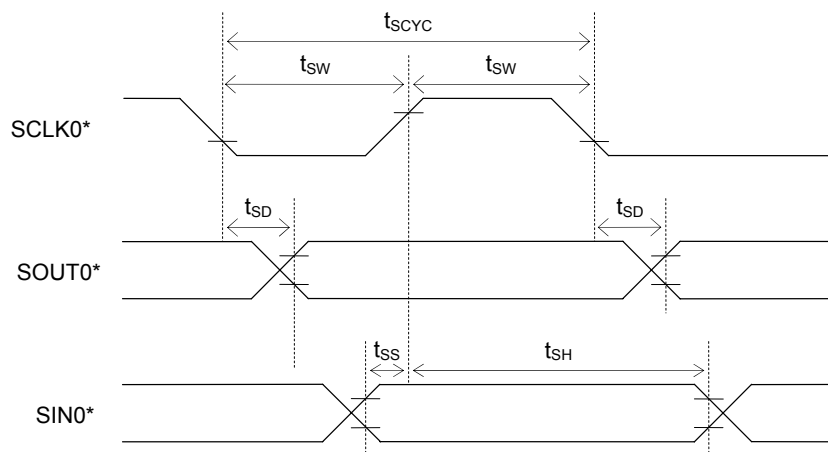 tSCYC
tSW tSW
SCLK0*
tSD tSD
SOUT0*
tSS tSH
SIN0*